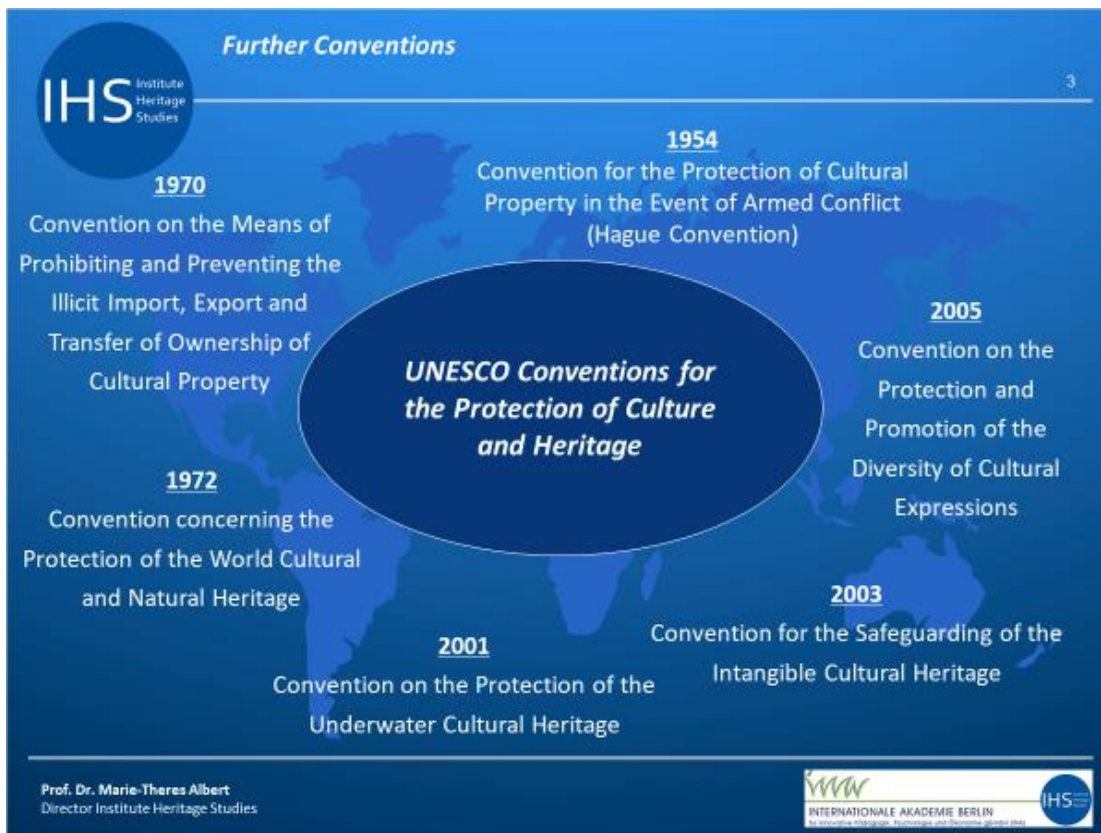 Further Conventions
3
IHS
Institute
Heritage
Studies
1954
Convention for the Protection of Cultural
Property in the Event of Armed Conflict
(Hague Convention)
1970
Convention on the Means of
Prohibiting and Preventing the
Illicit Import, Export and
Transfer of Ownership of
Cultural Property
UNESCO Conventions for
the Protection of Culture
and Heritage
2005
Convention on the
Protection and
Promotion of the
Diversity of Cultural
Expressions
1972
Convention concerning the
Protection of the World Cultural
and Natural Heritage
2003
Convention for the Safeguarding of the
Intangible Cultural Heritage
2001
Convention on the Protection of the
Underwater Cultural Heritage
Prof. Dr. Marie-Theres Albert
Director Institute Heritage Studies
INTERNATIONALE AKADEMIE BERLIN
IHS